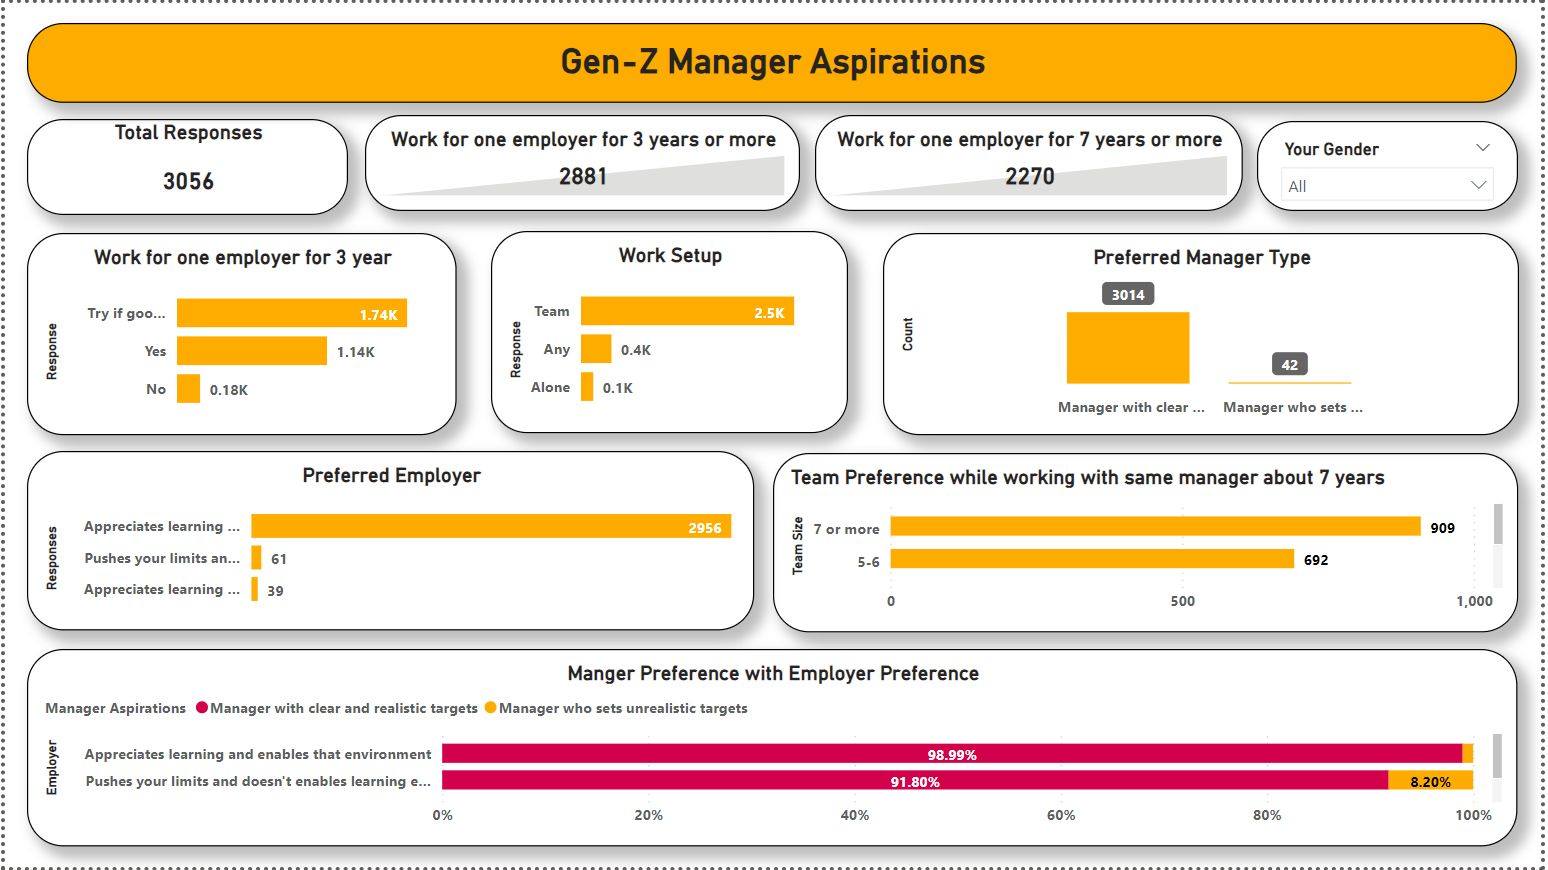 Gen-Z Manager Aspirations
Total Responses
3056
Work for one employer for 3 years or more
2881
Work for one employer for 7 years or more
2270
Your Gender
All
Work for one employer for 3 year
Response
Try if goo...
1.74K
Yes
1.14K
No
0.18K
Work Setup
Response
Team
2.5K
Any
0.4K
Alone
0.1K
Preferred Manager Type
Count
3014
42
Manager with clear ...
Manager who sets ...
Preferred Employer
Responses
Appreciates learning ...
2956
Pushes your limits an...
61
Appreciates learning ...
39
Team Preference while working with same manager about 7 years
Team Size
7 or more
909
5-6
692
0
500
1,000
Manger Preference with Employer Preference
Manager Aspirations
Manager with clear and realistic targets
Manager who sets unrealistic targets
Employer
Appreciates learning and enables that environment
98.99%
Pushes your limits and doesn't enables learning e...
91.80%
8.20%
0%
20%
40%
60%
80%
100%